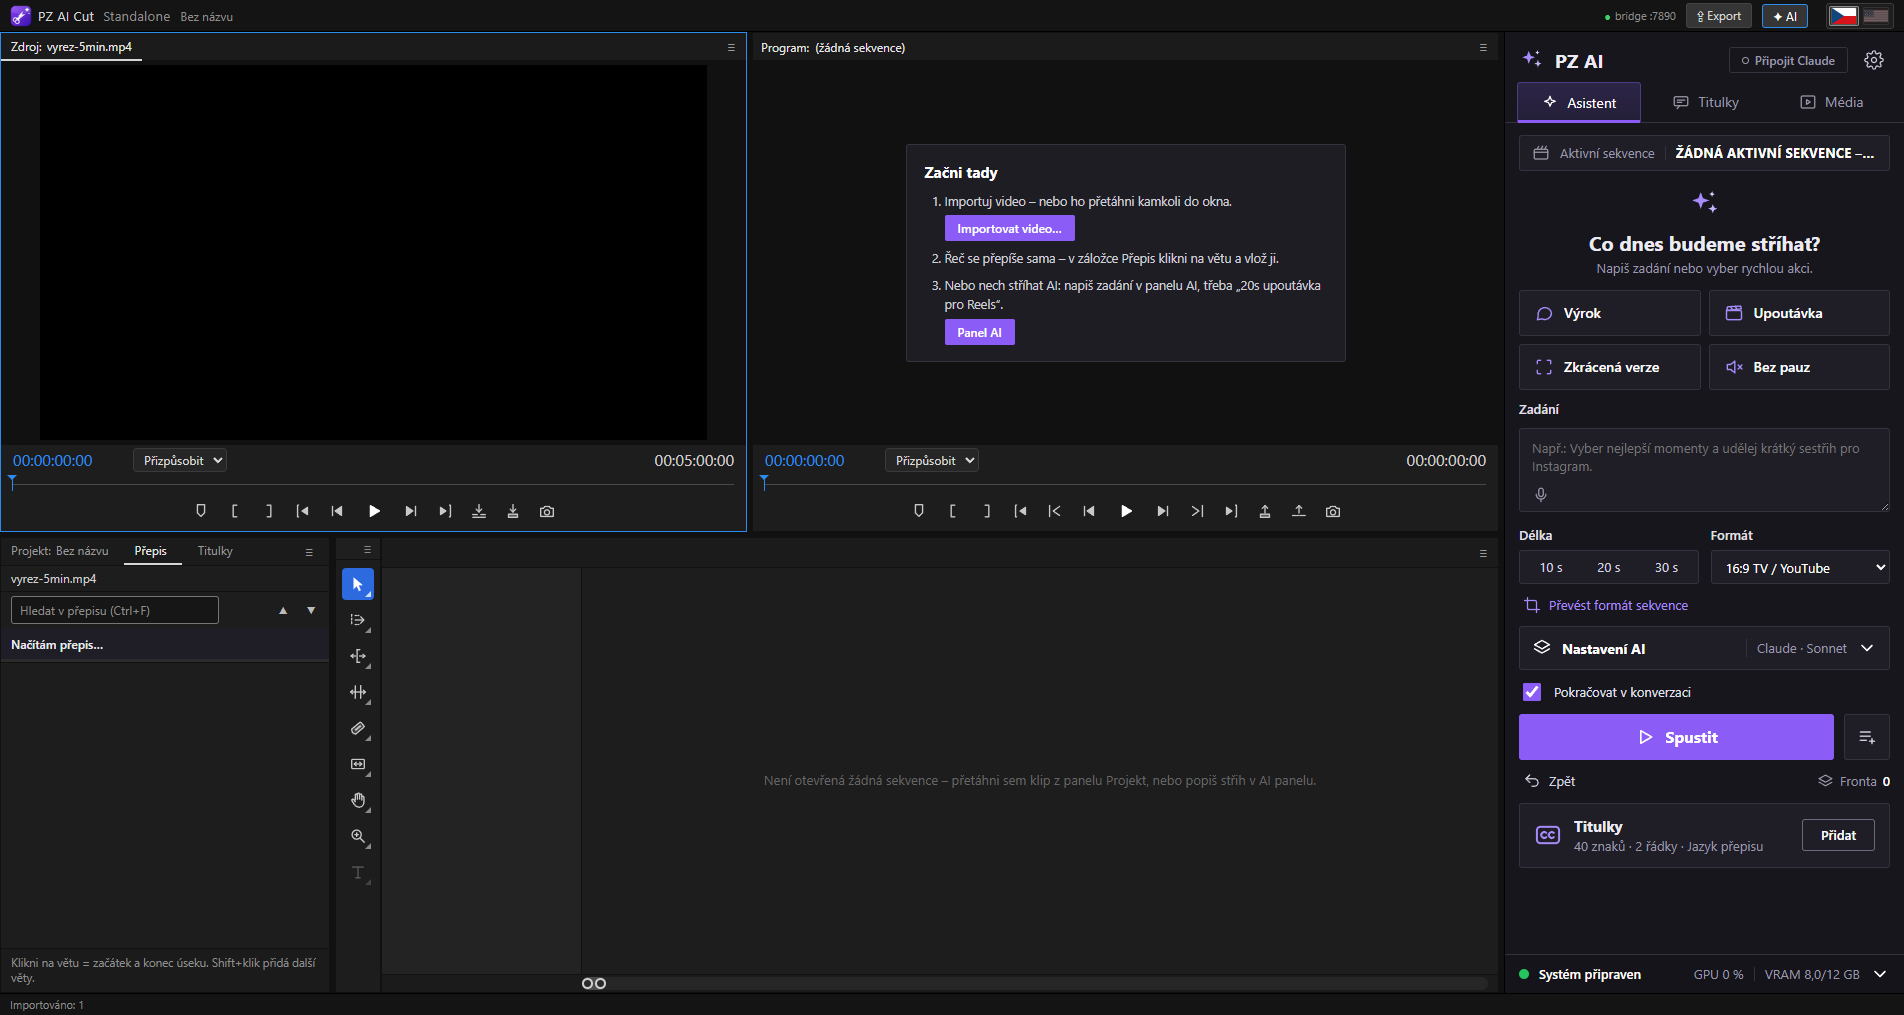 PZ AI Cut Standalone Bez názvu
bridge :7890 Export AI
Zdroj: vyrez-5min.mp4
Program: (žádná sekvence)
Začni tady
1. Importuj video – nebo ho přetáhni kamkoli do okna.
Importovat video...
2. Řeč se přepíše sama – v záložce Přepis klikni na větu a vlož ji.
3. Nebo nech stříhat AI: napiš zadání v panelu AI, třeba „20s upoutávka
pro Reels“.
Panel AI
00:00:00:00 Přizpůsobit 00:05:00:00
00:00:00:00 Přizpůsobit 00:00:00:00
Projekt: Bez názvu Přepis Titulky
vyrez-5min.mp4
Hledat v přepisu (Ctrl+F)
Načítám přepis...
Klikni na větu = začátek a konec úseku. Shift+klik přidá další
věty.
Není otevřená žádná sekvence – přetáhni sem klip z panelu Projekt, nebo popiš střih v AI panelu.
Importováno: 1
PZ AI Připojit Claude
Asistent Titulky Média
Aktivní sekvence ŽÁDNÁ AKTIVNÍ SEKVENCE –...
Co dnes budeme stříhat?
Napiš zadání nebo vyber rychlou akci.
Výrok Upoutávka
Zkrácená verze Bez pauz
Zadání
Např.: Vyber nejlepší momenty a udělej krátký sestřih pro
Instagram.
Délka Formát
10 s 20 s 30 s 16:9 TV / YouTube
Převést formát sekvence
Nastavení AI Claude · Sonnet
Pokračovat v konverzaci
Spustit
Zpět Fronta 0
CC Titulky
40 znaků · 2 řádky · Jazyk přepisu
Přidat
Systém připraven GPU 0 % VRAM 8,0/12 GB